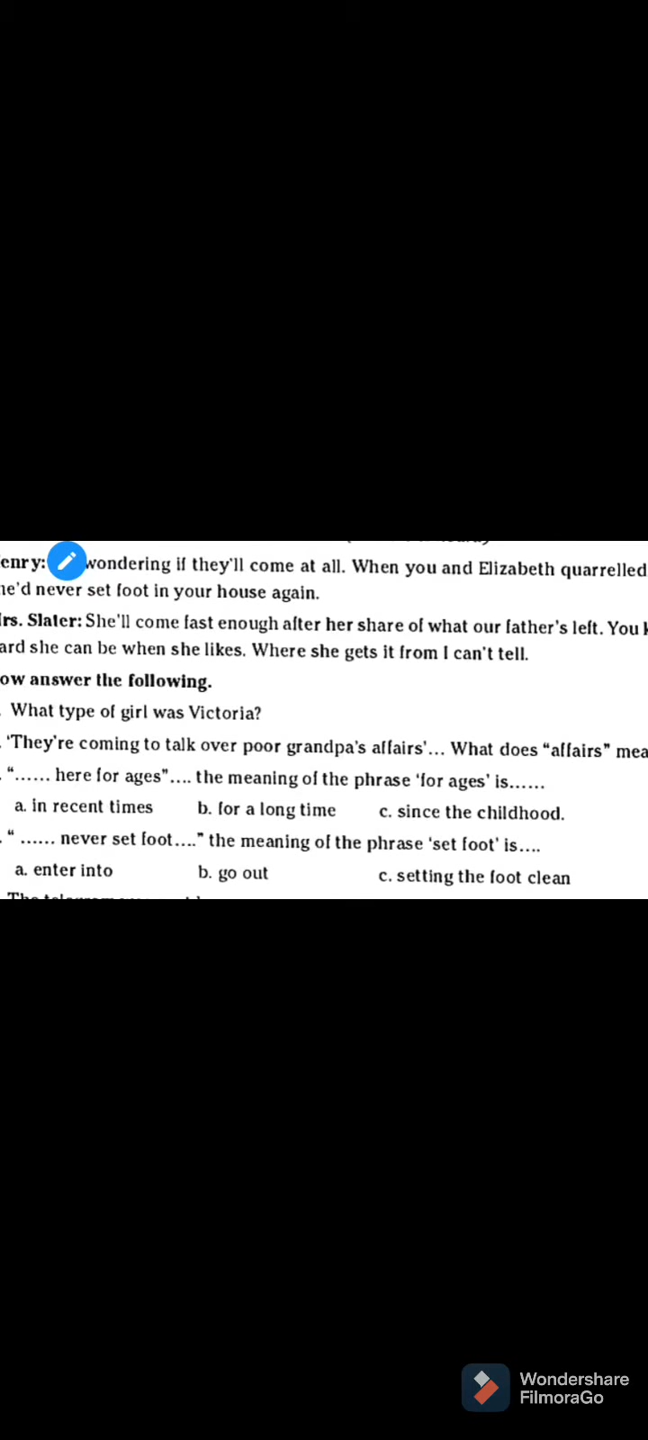 enry: wondering if they'll come at all. When you and Elizabeth quarrelled
he'd never set foot in your house again.
rs. Slater: She'll come fast enough after her share of what our father's left. You k
ard she can be when she likes. Where she gets it from I can't tell.
ow answer the following.
. What type of girl was Victoria?
. 'They're coming to talk over poor grandpa's affairs'... What does "affairs" mea
. "...... here for ages".... the meaning of the phrase 'for ages' is......
a. in recent times b. for a long time c. since the childhood.
. " ...... never set foot...." the meaning of the phrase 'set foot' is....
a. enter into b. go out c. setting the foot clean
Wondershare
FilmoraGo